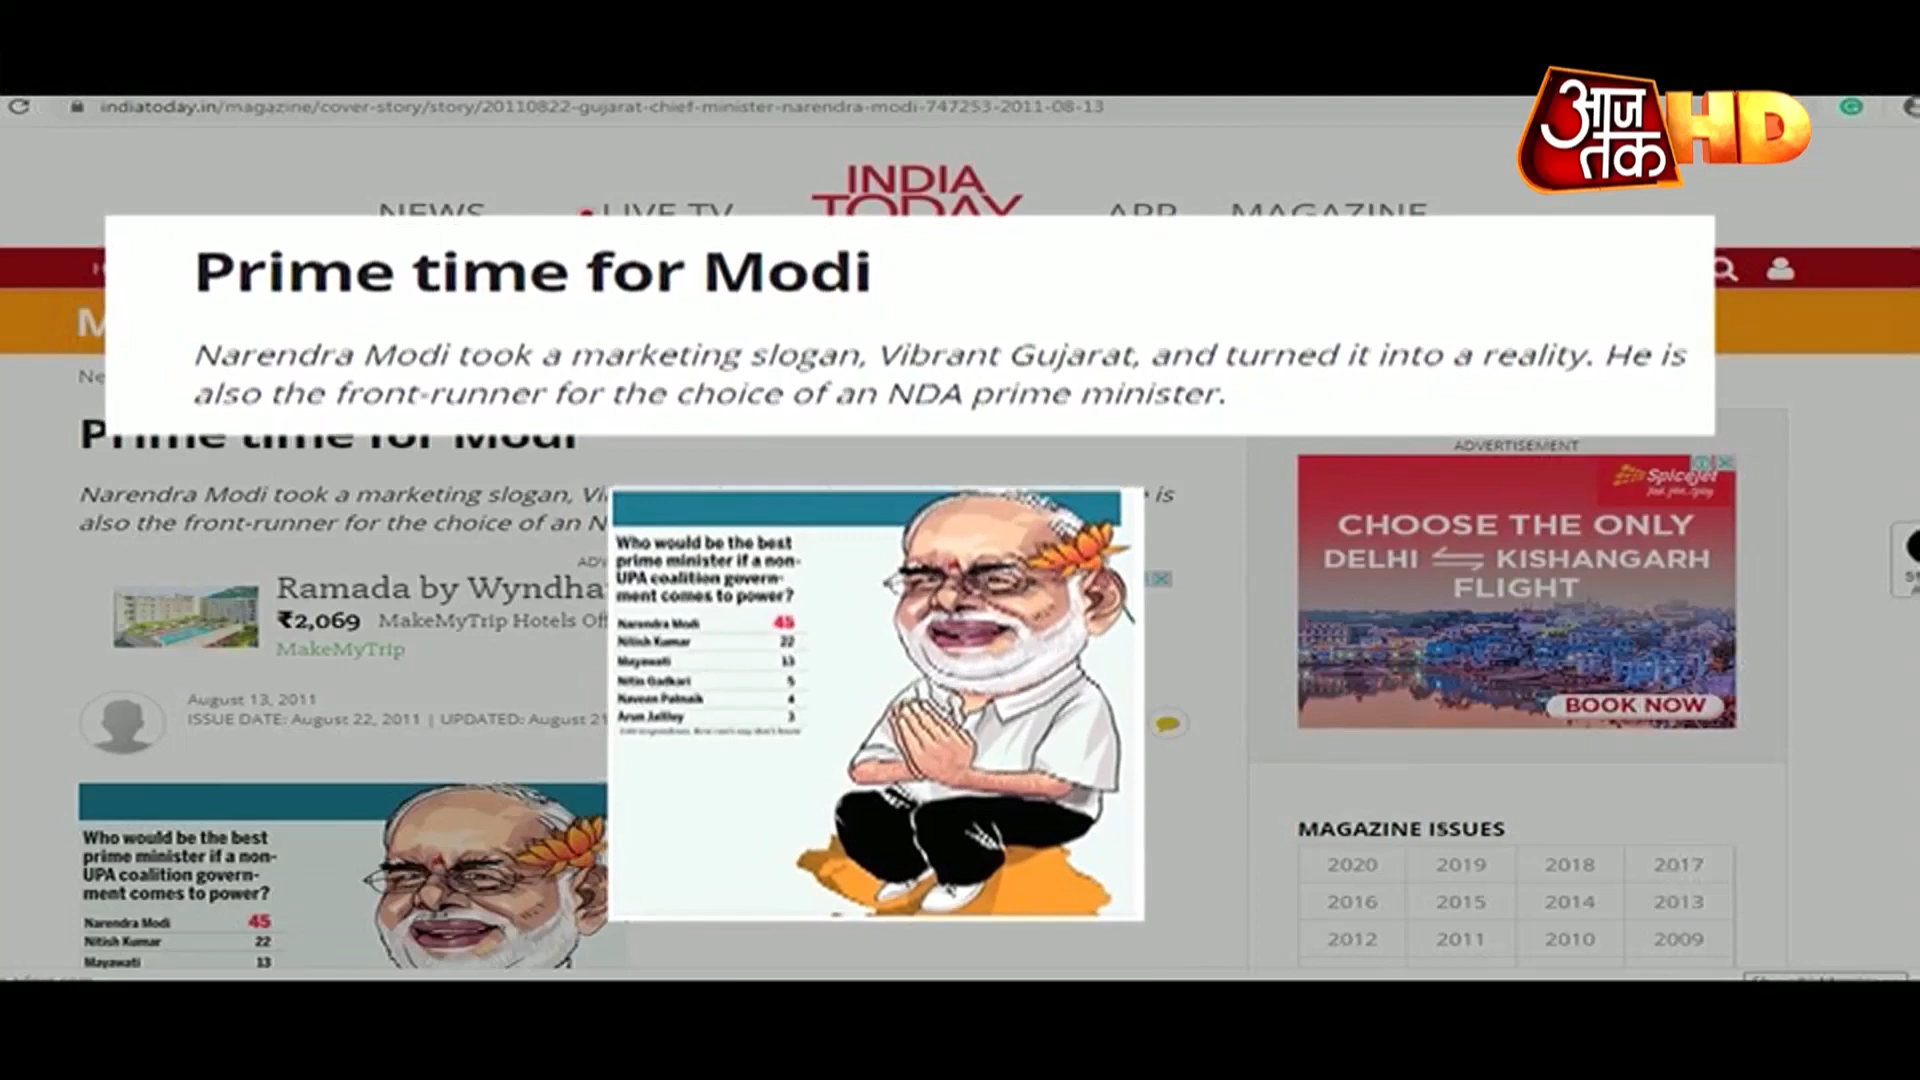 indiatoday.in/magazine/cover-story/story/20110822-gujarat-chief-minister-narendra-modi-747253-2011-08-13
आज तक HD
INDIA TODAY
NEWS LIVE TV APP MAGAZINE
Prime time for Modi
Narendra Modi took a marketing slogan, Vibrant Gujarat, and turned it into a reality. He is
also the front-runner for the choice of an NDA prime minister.
Prime time for Modi
Narendra Modi took a marketing slogan, is
also the front-runner for the choice of an
Ramada by
₹2,069 MakeMyTrip Hotels
MakeMyTrip
August 13, 2011
ISSUE DATE: August 22, 2011 | UPDATED: August
Who would be the best
prime minister if a non-
UPA coalition govern-
ment comes to power?
Narendra Modi 45
Nitish Kumar 22
Mayawati 13
Who would be the best
prime minister if a non-
UPA coalition govern-
ment comes to power?
Narendra Modi 45
Nitish Kumar 22
Mayawati 13
Nitin Gadkari 5
Naveen Patnaik 4
Arun Jaitley 3
ADVERTISEMENT
SpiceJet
CHOOSE THE ONLY
DELHI KISHANGARH
FLIGHT
BOOK NOW
MAGAZINE ISSUES
2020 2019 2018 2017
2016 2015 2014 2013
2012 2011 2010 2009